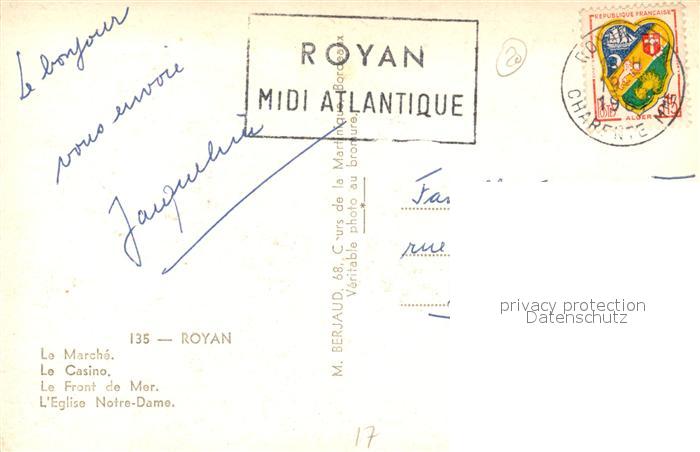 Le bonjour
vous envoie
Jacqueline
ROYAN
MIDI ATLANTIQUE
20
REPUBLIQUE FRANÇAISE
ALGER
CHARENTE
M. BERJAUD, 68, Cours de la Martinique, Bordeaux
Véritable photo au bromure.
rue
privacy protection
Datenschutz
135 — ROYAN
Le Marché.
Le Casino.
Le Front de Mer.
L'Eglise Notre-Dame.
17